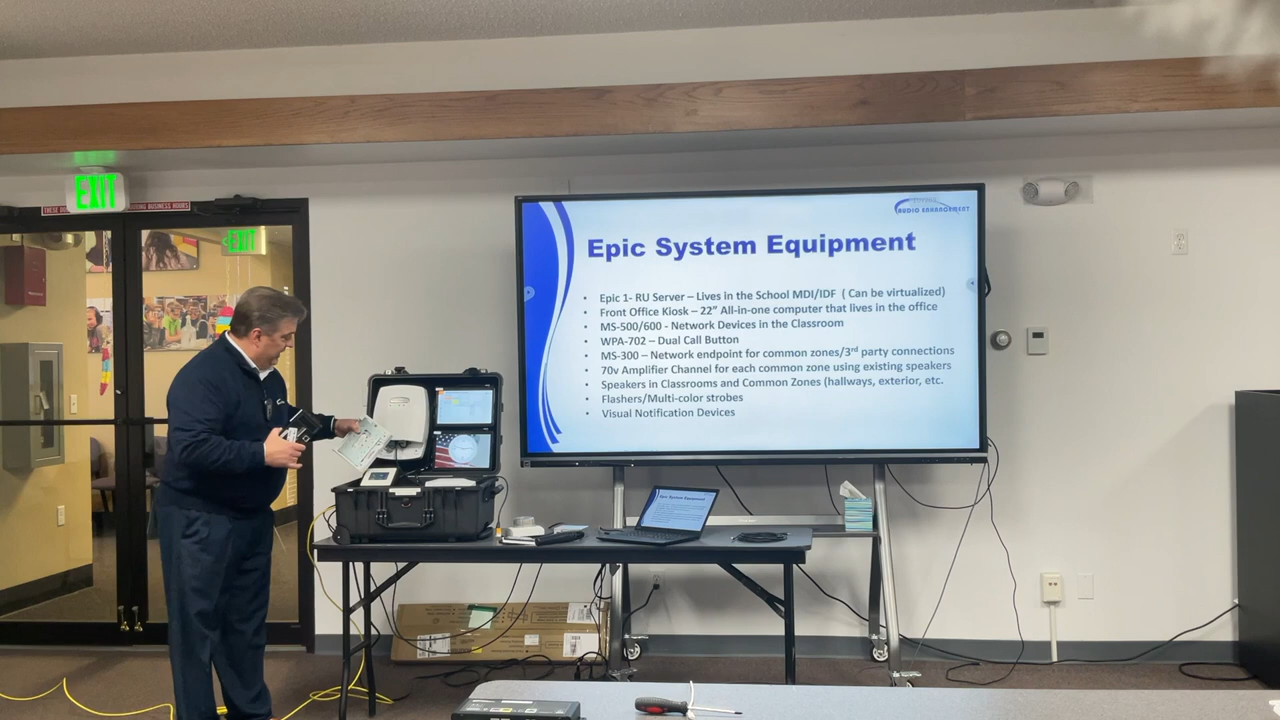 EXIT
THESE DO
BUSINESS HOURS
EXIT
AUDIO ENHANCEMENT
Epic System Equipment
• Epic 1- RU Server – Lives in the School MDI/IDF ( Can be virtualized)
• Front Office Kiosk – 22” All-in-one computer that lives in the office
• MS-500/600 - Network Devices in the Classroom
• WPA-702 – Dual Call Button
• MS-300 – Network endpoint for common zones/3rd party connections
• 70v Amplifier Channel for each common zone using existing speakers
• Speakers in Classrooms and Common Zones (hallways, exterior, etc.
• Flashers/Multi-color strobes
• Visual Notification Devices
Epic System Equipment